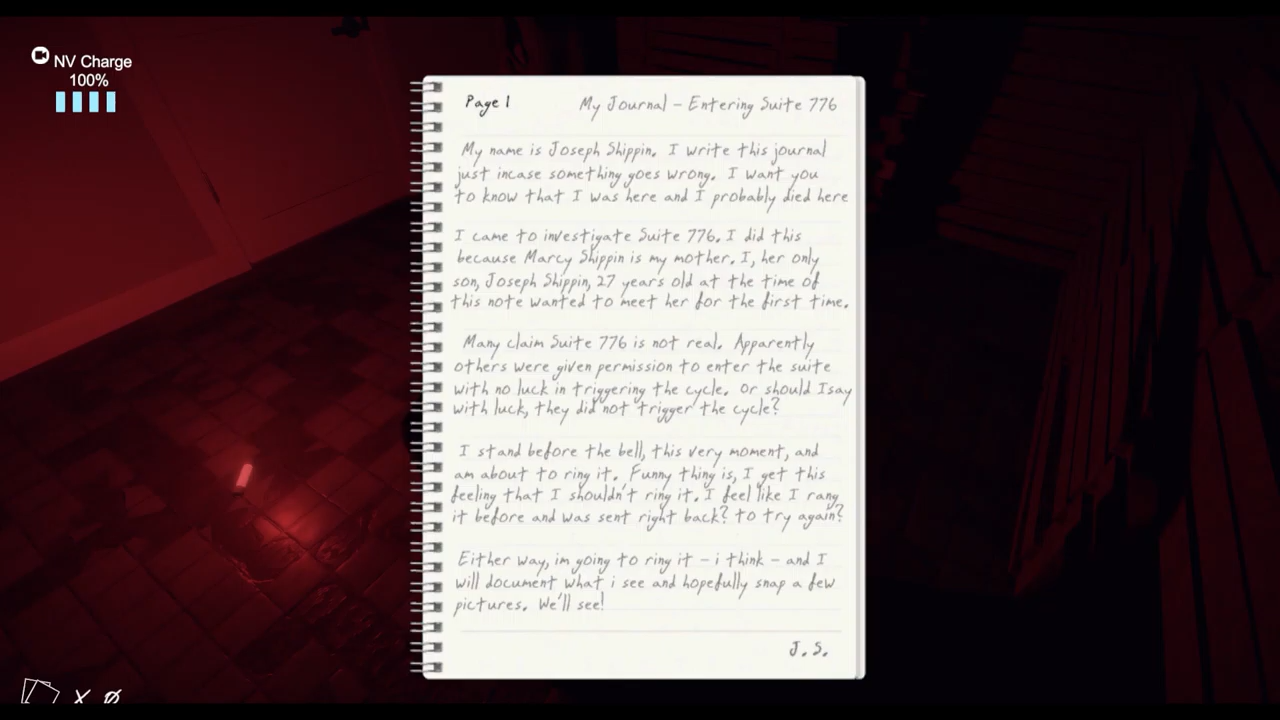 NV Charge
100%
Page 1
My Journal - Entering Suite 776
My name is Joseph Shippin. I write this journal
just incase something goes wrong. I want you
to know that I was here and I probably died here
I came to investigate Suite 776. I did this
because Marcy Shippin is my mother. I, her only
son, Joseph Shippin, 27 years old at the time of
this note wanted to meet her for the first time.
Many claim Suite 776 is not real. Apparently
others were given permission to enter the suite
with no luck in triggering the cycle. Or should I say
with luck, they did not trigger the cycle?
I stand before the bell, this very moment, and
am about to ring it. Funny thing is, I get this
feeling that I shouldn't ring it. I feel like I rang
it before and was sent right back? to try again?
Either way, im going to ring it - i think - and I
will document what i see and hopefully snap a few
pictures. We'll see!
J.S.
X Ø